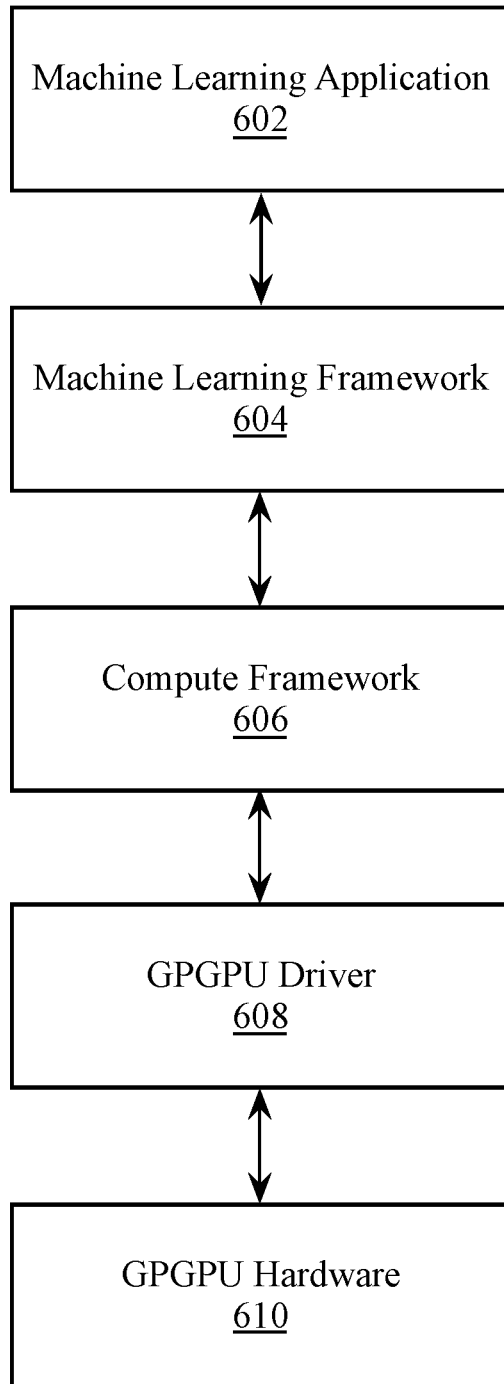 Machine Learning Application
602
Machine Learning Framework
604
Compute Framework
606
GPGPU Driver
608
GPGPU Hardware
610